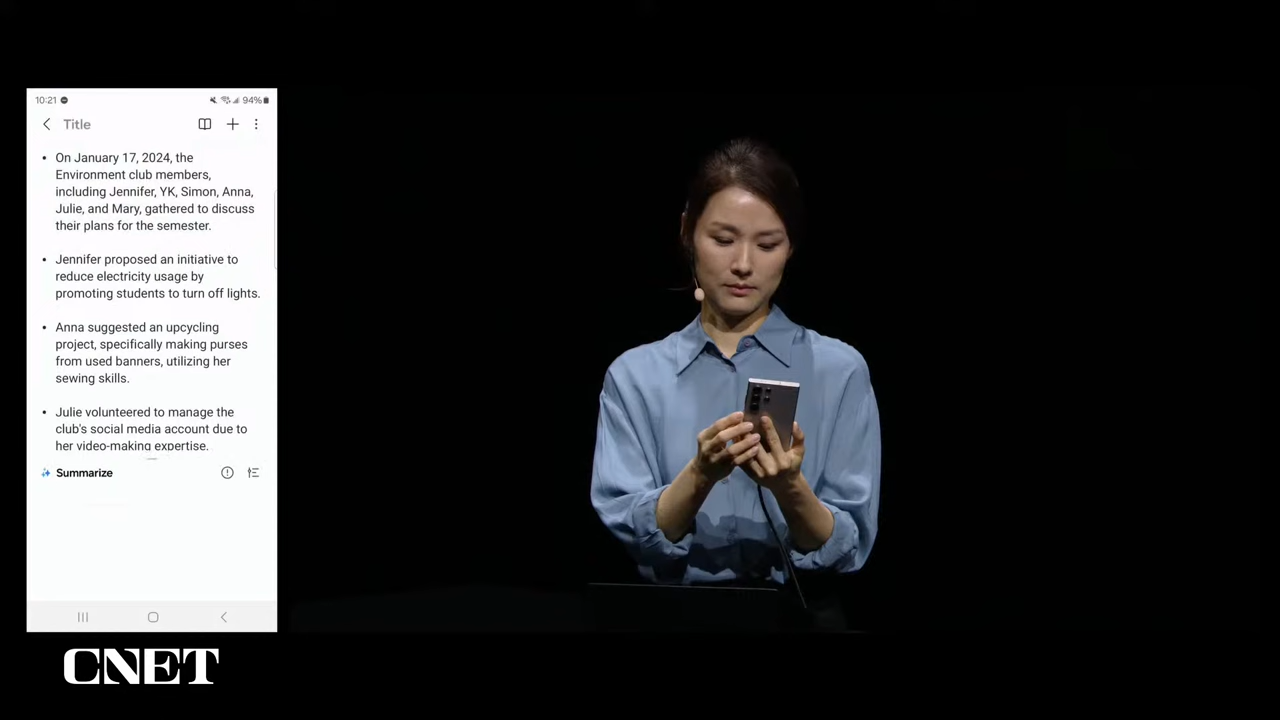 10:21
94%
Title
• On January 17, 2024, the
Environment club members,
including Jennifer, YK, Simon, Anna,
Julie, and Mary, gathered to discuss
their plans for the semester.
• Jennifer proposed an initiative to
reduce electricity usage by
promoting students to turn off lights.
• Anna suggested an upcycling
project, specifically making purses
from used banners, utilizing her
sewing skills.
• Julie volunteered to manage the
club's social media account due to
her video-making expertise.
Summarize
CNET